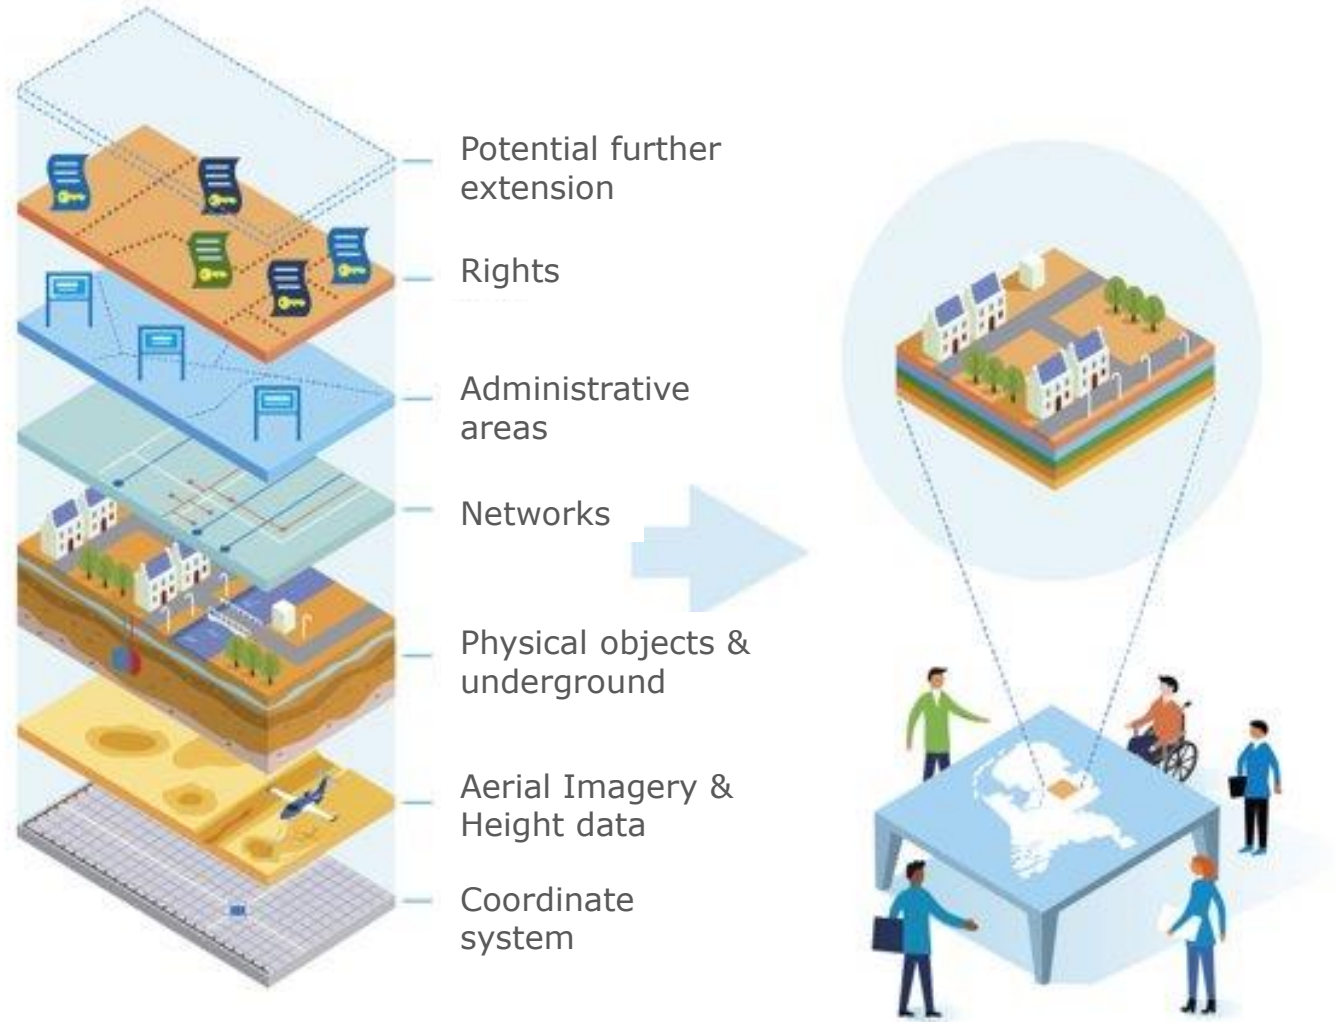 Potential further
extension
Rights
Administrative
areas
Networks
Physical objects &
underground
Aerial Imagery &
Height data
Coordinate
system